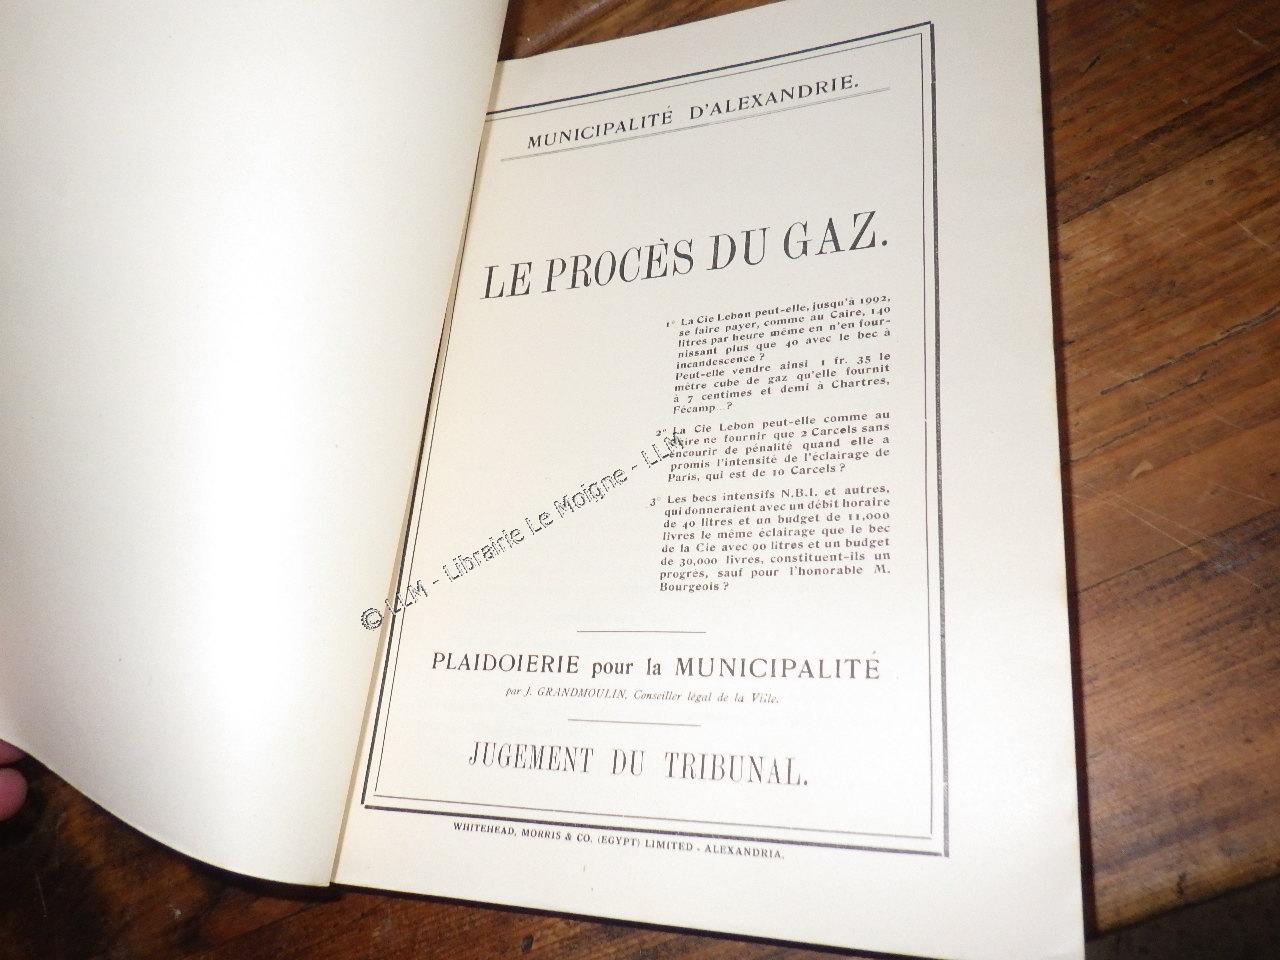 MUNICIPALITÉ D'ALEXANDRIE.
LE PROCÈS DU GAZ.
1° La Cie Lebon peut-elle, jusqu'à 1992,
se faire payer, comme au Caire, 140
litres par heure même en n'en four-
nissant plus que 40 avec le bec à
incandescence ?
Peut-elle vendre ainsi 1 fr. 35 le
mètre cube de gaz qu'elle fournit
à 7 centimes et demi à Chartres,
Fécamp...?
2° La Cie Lebon peut-elle comme au
Caire ne fournir que 2 Carcels sans
encourir de pénalité quand elle a
promis l'intensité de l'éclairage de
Paris, qui est de 10 Carcels ?
3° Les becs intensifs N.B.I. et autres,
qui donneraient avec un débit horaire
de 40 litres et un budget de 11,000
livres le même éclairage que le bec
de la Cie avec 90 litres et un budget
de 30,000 livres, constituent-ils un
progrès, sauf pour l'honorable M.
Bourgeois ?
PLAIDOIERIE pour la MUNICIPALITÉ
par J. GRANDMOULIN, Conseiller légal de la Ville.
JUGEMENT DU TRIBUNAL.
WHITEHEAD, MORRIS & CO. (EGYPT) LIMITED - ALEXANDRIA.
© LLM - Librairie Le Moigne - LLM